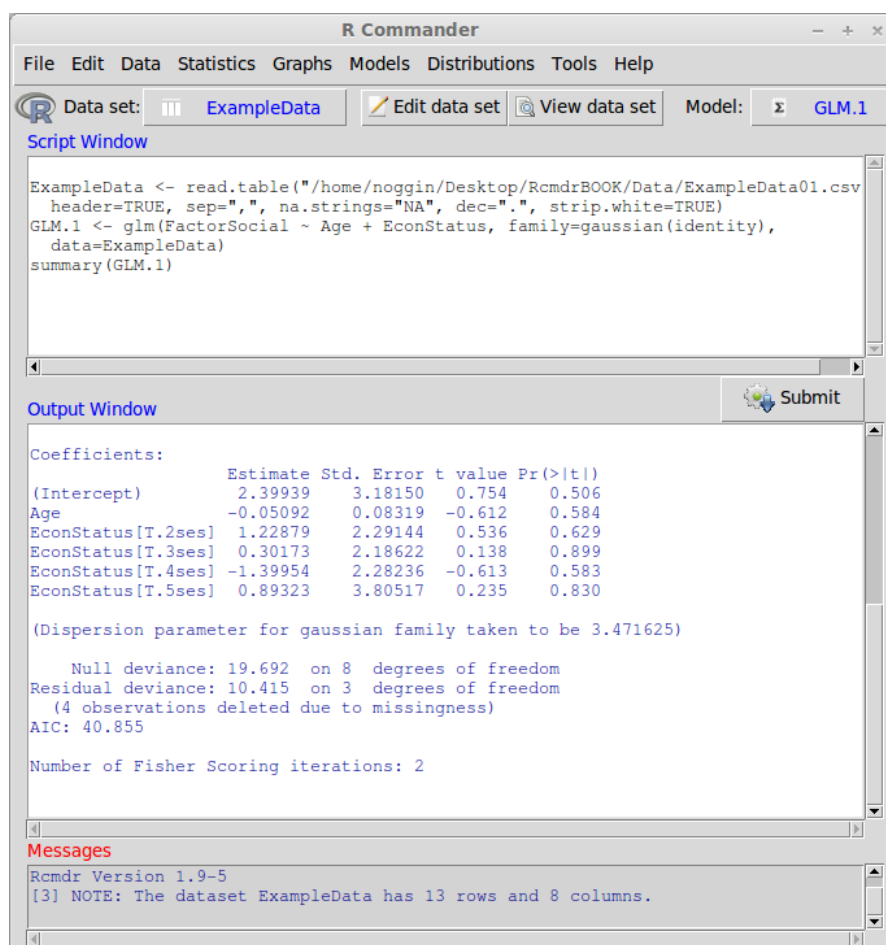 R Commander
File Edit Data Statistics Graphs Models Distributions Tools Help
R Data set: ExampleData Edit data set View data set Model: Σ GLM.1
Script Window
ExampleData <- read.table("/home/noggin/Desktop/RcmdrBOOK/Data/ExampleData01.csv
  header=TRUE, sep=",", na.strings="NA", dec=".", strip.white=TRUE)
GLM.1 <- glm(FactorSocial ~ Age + EconStatus, family=gaussian(identity),
  data=ExampleData)
summary(GLM.1)
Submit
Output Window
Coefficients:
                  Estimate Std. Error t value Pr(>|t|)
(Intercept)        2.39939    3.18150   0.754    0.506
Age               -0.05092    0.08319  -0.612    0.584
EconStatus[T.2ses]  1.22879    2.29144   0.536    0.629
EconStatus[T.3ses]  0.30173    2.18622   0.138    0.899
EconStatus[T.4ses] -1.39954    2.28236  -0.613    0.583
EconStatus[T.5ses]  0.89323    3.80517   0.235    0.830
(Dispersion parameter for gaussian family taken to be 3.471625)
    Null deviance: 19.692  on 8  degrees of freedom
Residual deviance: 10.415  on 3  degrees of freedom
  (4 observations deleted due to missingness)
AIC: 40.855
Number of Fisher Scoring iterations: 2
Messages
Rcmdr Version 1.9-5
[3] NOTE: The dataset ExampleData has 13 rows and 8 columns.